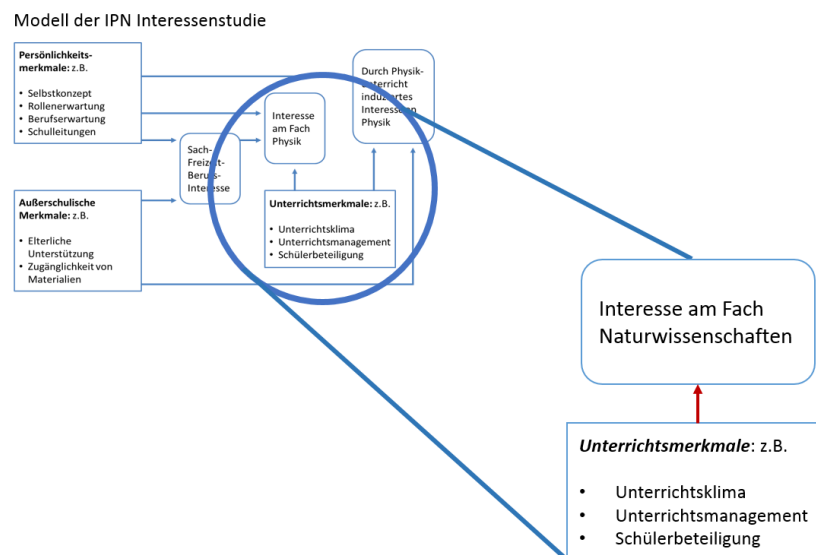 Modell der IPN Interessenstudie
Persönlichkeits-
merkmale: z.B.
• Selbstkonzept
• Rollenerwartung
• Berufserwartung
• Schulleitungen
Durch Physik-
unterricht
induziertes
Interesse an
Physik
Interesse
am Fach
Physik
Sach-
Freizeit-
Berufs-
Interesse
Außerschulische
Merkmale: z.B.
• Elterliche
Unterstützung
• Zugänglichkeit von
Materialien
Unterrichtsmerkmale: z.B.
• Unterrichtsklima
• Unterrichtsmanagement
• Schülerbeteiligung
Interesse am Fach
Naturwissenschaften
Unterrichtsmerkmale: z.B.
• Unterrichtsklima
• Unterrichtsmanagement
• Schülerbeteiligung